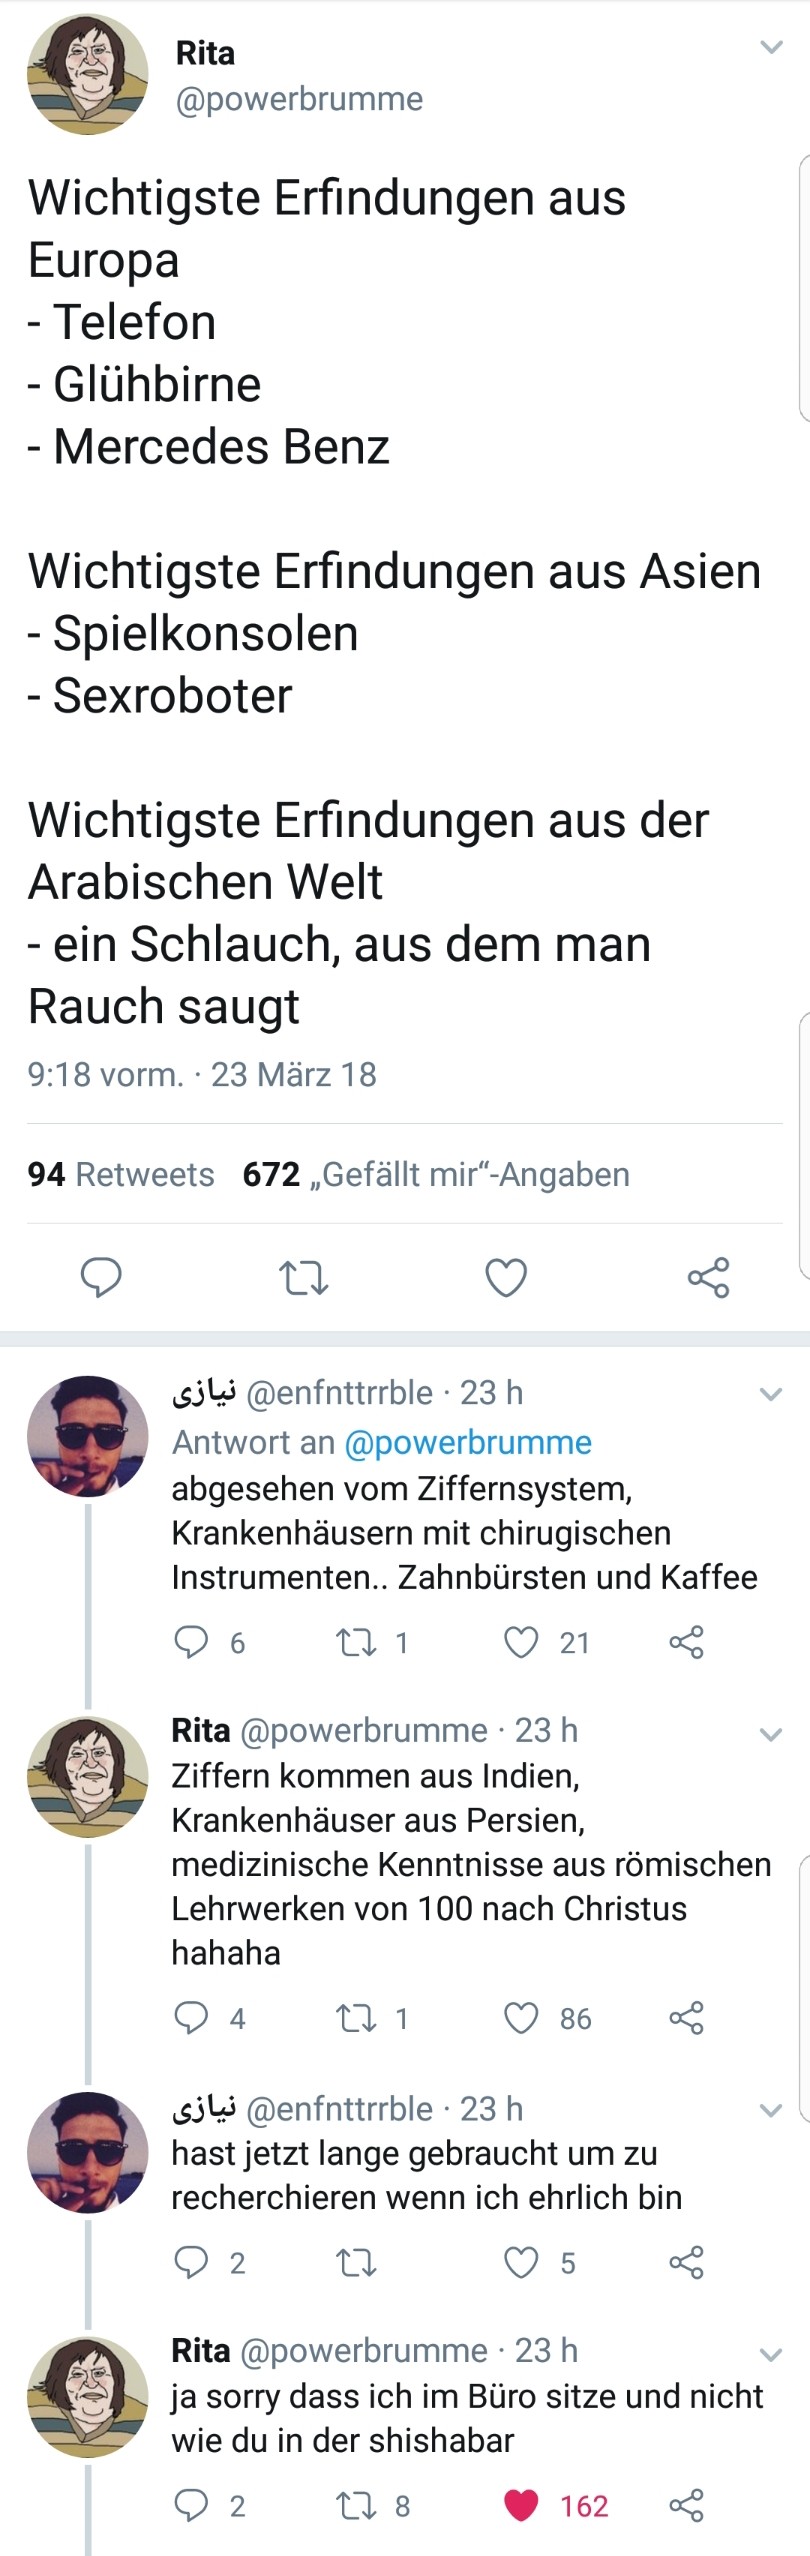 Rita
@powerbrumme
Wichtigste Erfindungen aus
Europa
- Telefon
- Glühbirne
- Mercedes Benz
Wichtigste Erfindungen aus Asien
- Spielkonsolen
- Sexroboter
Wichtigste Erfindungen aus der
Arabischen Welt
- ein Schlauch, aus dem man
Rauch saugt
9:18 vorm. · 23 März 18
94 Retweets 672 „Gefällt mir“-Angaben
نیازی @enfnttrrble · 23 h
Antwort an @powerbrumme
abgesehen vom Ziffernsystem,
Krankenhäusern mit chirugischen
Instrumenten.. Zahnbürsten und Kaffee
6 1 21
Rita @powerbrumme · 23 h
Ziffern kommen aus Indien,
Krankenhäuser aus Persien,
medizinische Kenntnisse aus römischen
Lehrwerken von 100 nach Christus
hahaha
4 1 86
نیازی @enfnttrrble · 23 h
hast jetzt lange gebraucht um zu
recherchieren wenn ich ehrlich bin
2 5
Rita @powerbrumme · 23 h
ja sorry dass ich im Büro sitze und nicht
wie du in der shishabar
2 8 162